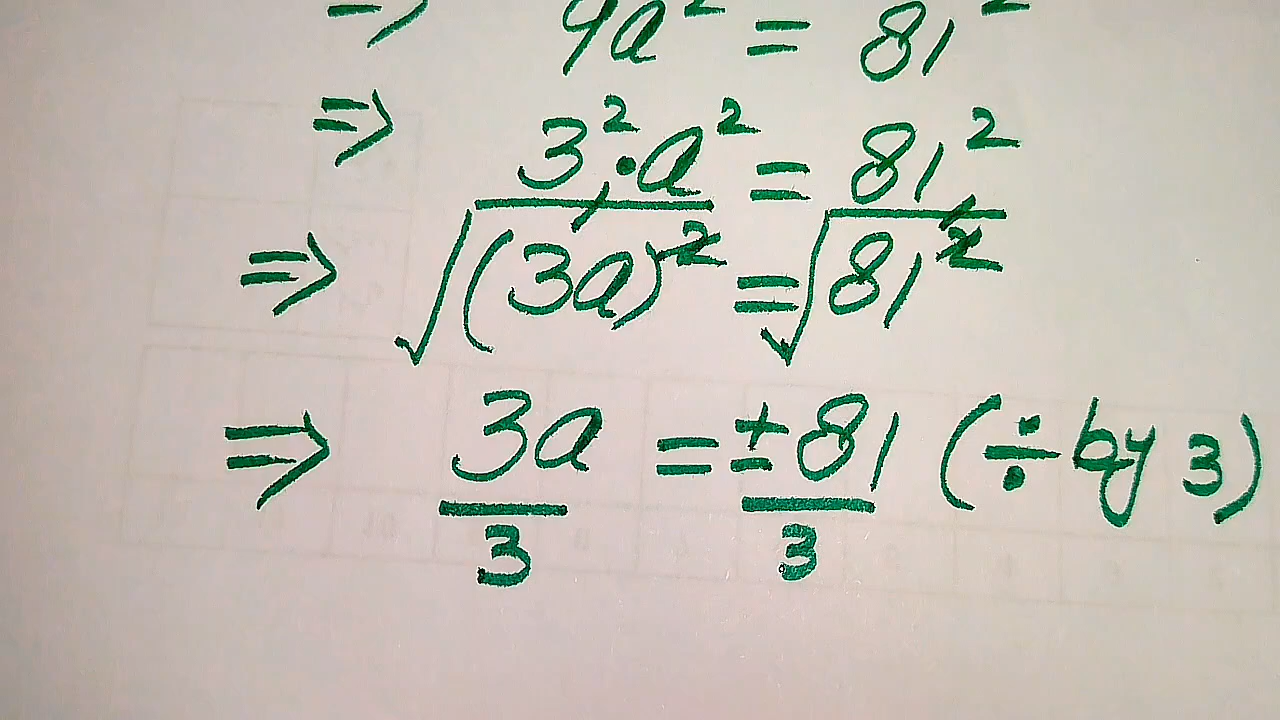 => 9a² = 81²
=> 3²·a² = 81²
=> √(3a)² = √81²
=> 3a/3 = ±81/3 (÷ by 3)